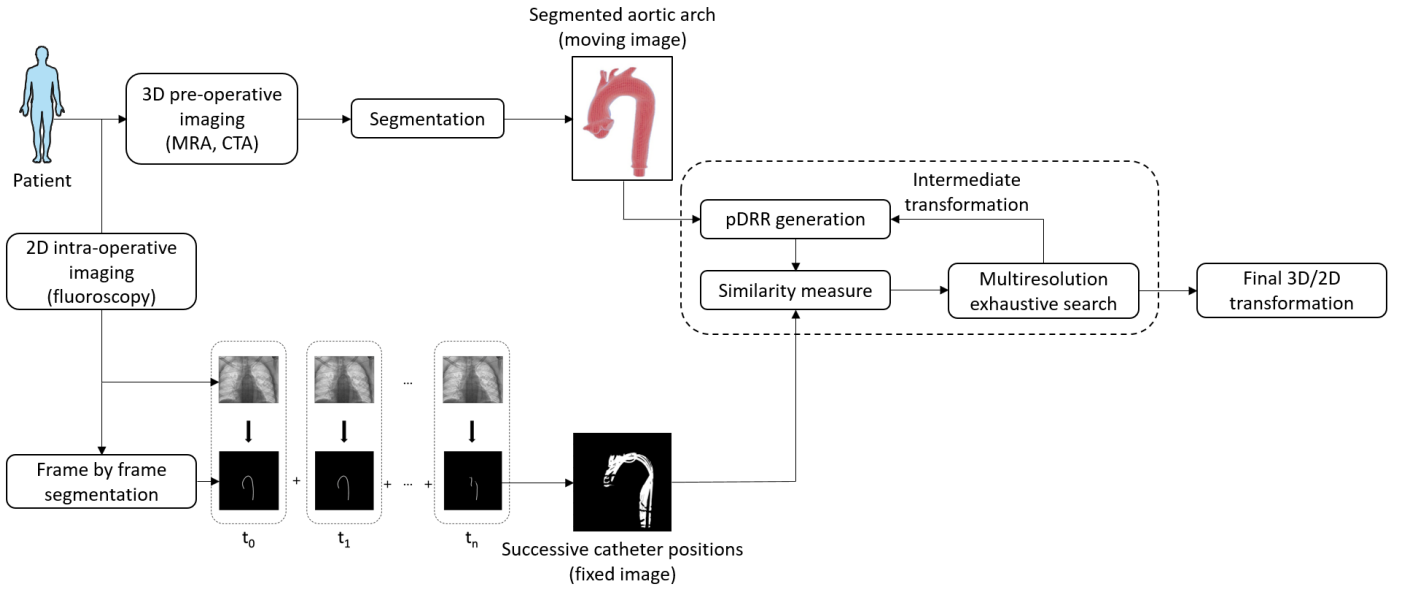 Segmented aortic arch
(moving image)
Patient
3D pre-operative
imaging
(MRA, CTA)
Segmentation
2D intra-operative
imaging
(fluoroscopy)
Intermediate
transformation
pDRR generation
Similarity measure
Multiresolution
exhaustive search
Final 3D/2D
transformation
...
Frame by frame
segmentation
+ + ... +
t0 t1 tn
Successive catheter positions
(fixed image)